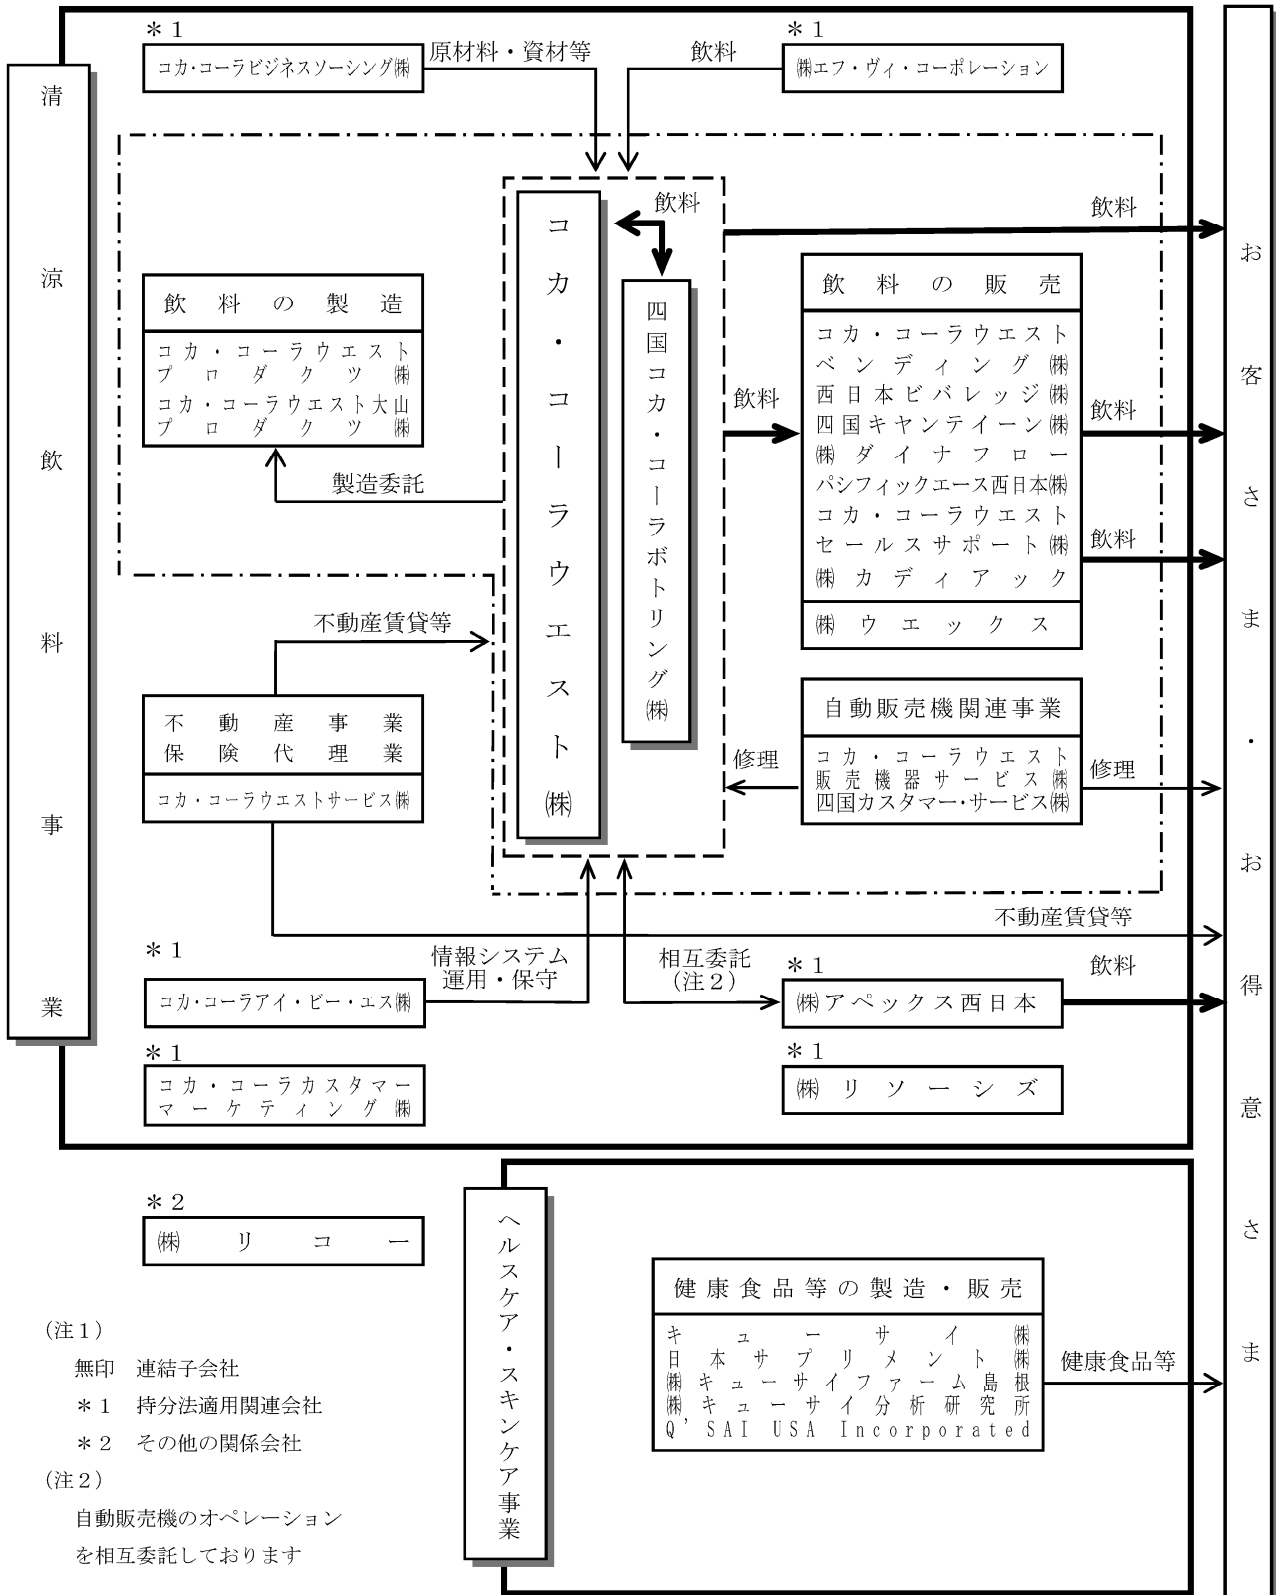 清涼飲料事業
＊１
コカ・コーラビジネスソーシング㈱
原材料・資材等
飲料
＊１
㈱エフ・ヴィ・コーポレーション
お客さま・お得意さま
コカ・コーラウエスト㈱
飲料
四国コカ・コーラボトリング㈱
飲料
飲料の製造
コカ・コーラウエスト
プロダクツ㈱
コカ・コーラウエスト大山
プロダクツ㈱
製造委託
飲料
飲料の販売
コカ・コーラウエスト
ベンディング㈱
西日本ビバレッジ㈱
四国キヤンテイーン㈱
㈱ダイナフロー
パシフィックエース西日本㈱
コカ・コーラウエスト
セールスサポート㈱
㈱カディアック
㈱ウエックス
飲料
飲料
不動産賃貸等
不動産事業
保険代理業
コカ・コーラウエストサービス㈱
自動販売機関連事業
コカ・コーラウエスト
販売機器サービス㈱
四国カスタマー・サービス㈱
修理
修理
不動産賃貸等
＊１
コカ・コーラアイ・ビー・エス㈱
情報システム
運用・保守
相互委託
（注２）
＊１
㈱アペックス西日本
飲料
＊１
コカ・コーラカスタマー
マーケティング㈱
＊１
㈱リソーシズ
＊２
㈱リコー
ヘルスケア・スキンケア事業
健康食品等の製造・販売
キューサイ㈱
日本サプリメント㈱
㈱キューサイファーム島根
㈱キューサイ分析研究所
Q'SAI USA Incorporated
健康食品等
（注１）
無印　連結子会社
＊１　持分法適用関連会社
＊２　その他の関係会社
（注２）
自動販売機のオペレーション
を相互委託しております